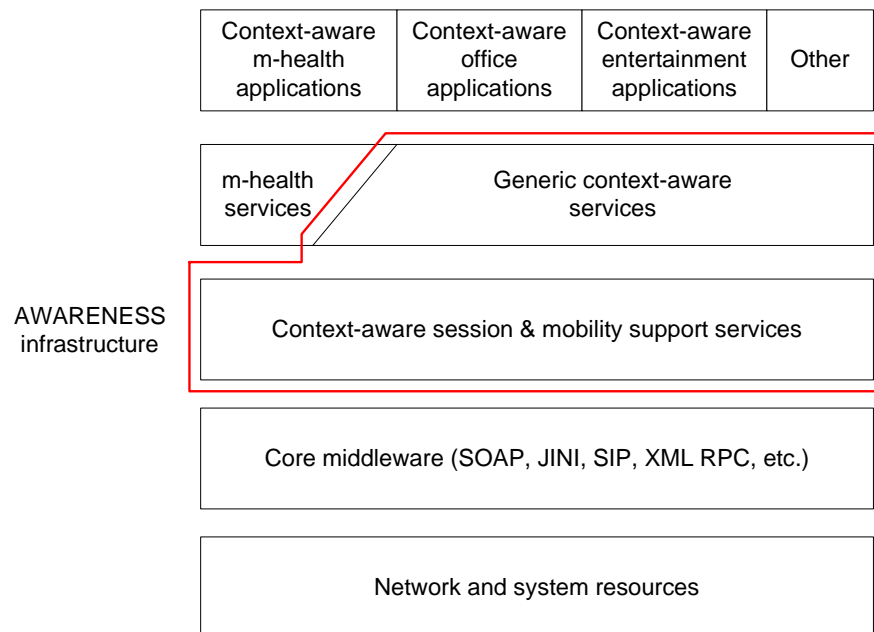 Context-aware
m-health
applications
Context-aware
office
applications
Context-aware
entertainment
applications
Other
m-health
services
Generic context-aware
services
AWARENESS
infrastructure
Context-aware session & mobility support services
Core middleware (SOAP, JINI, SIP, XML RPC, etc.)
Network and system resources